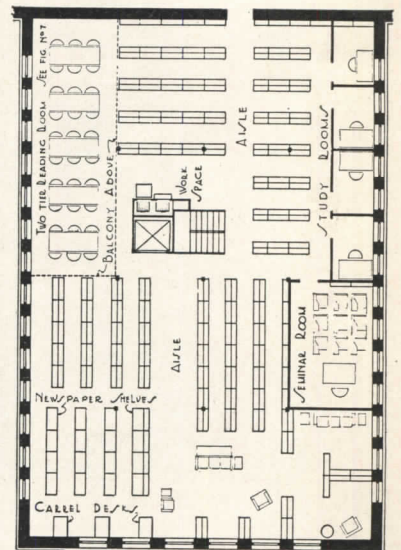 TWO TIER READING ROOM SEE FIG NO 7
BALCONY ABOVE
WORK
SPACE
AISLE
STUDY ROOMS
AISLE
SEMINAR ROOM
NEWSPAPER SHELVES
CARREL DESKS